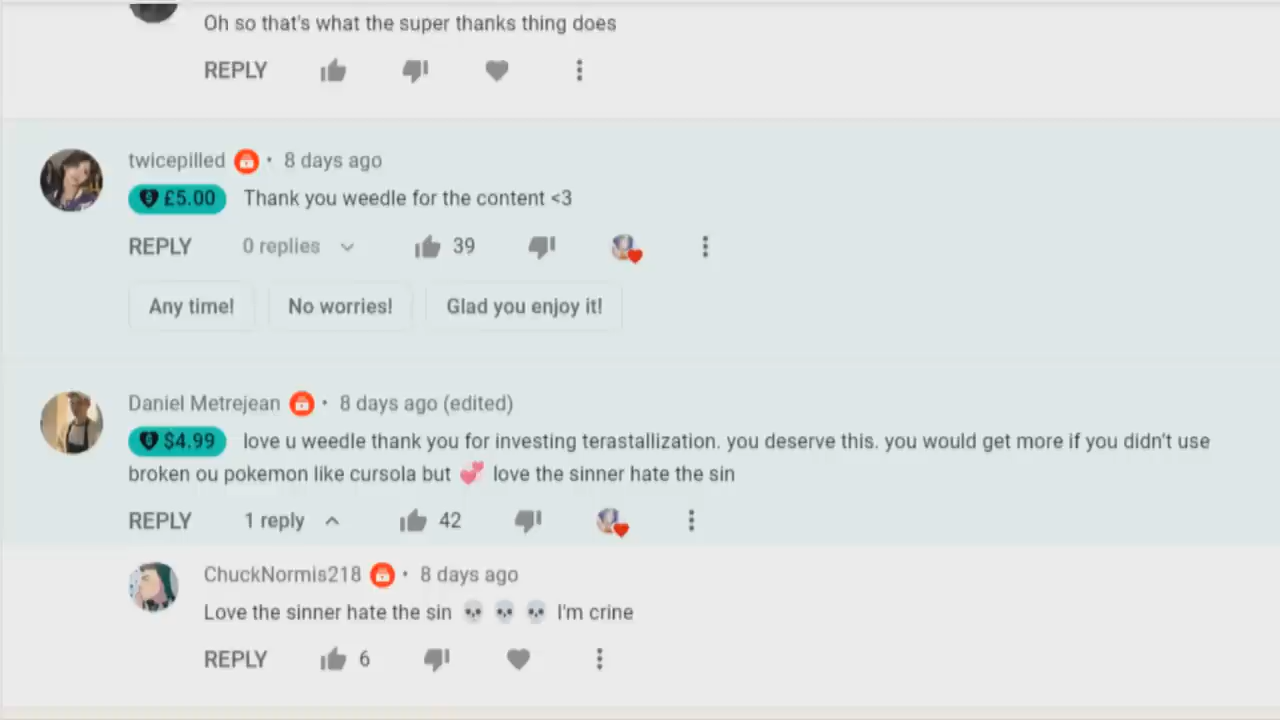 Oh so that's what the super thanks thing does
REPLY
twicepilled • 8 days ago
£5.00 Thank you weedle for the content <3
REPLY 0 replies 39
Any time! No worries! Glad you enjoy it!
Daniel Metrejean • 8 days ago (edited)
$4.99 love u weedle thank you for investing terastallization. you deserve this. you would get more if you didn't use
broken ou pokemon like cursola but 💞 love the sinner hate the sin
REPLY 1 reply 42
ChuckNormis218 • 8 days ago
Love the sinner hate the sin 💀 💀 💀 I'm crine
REPLY 6